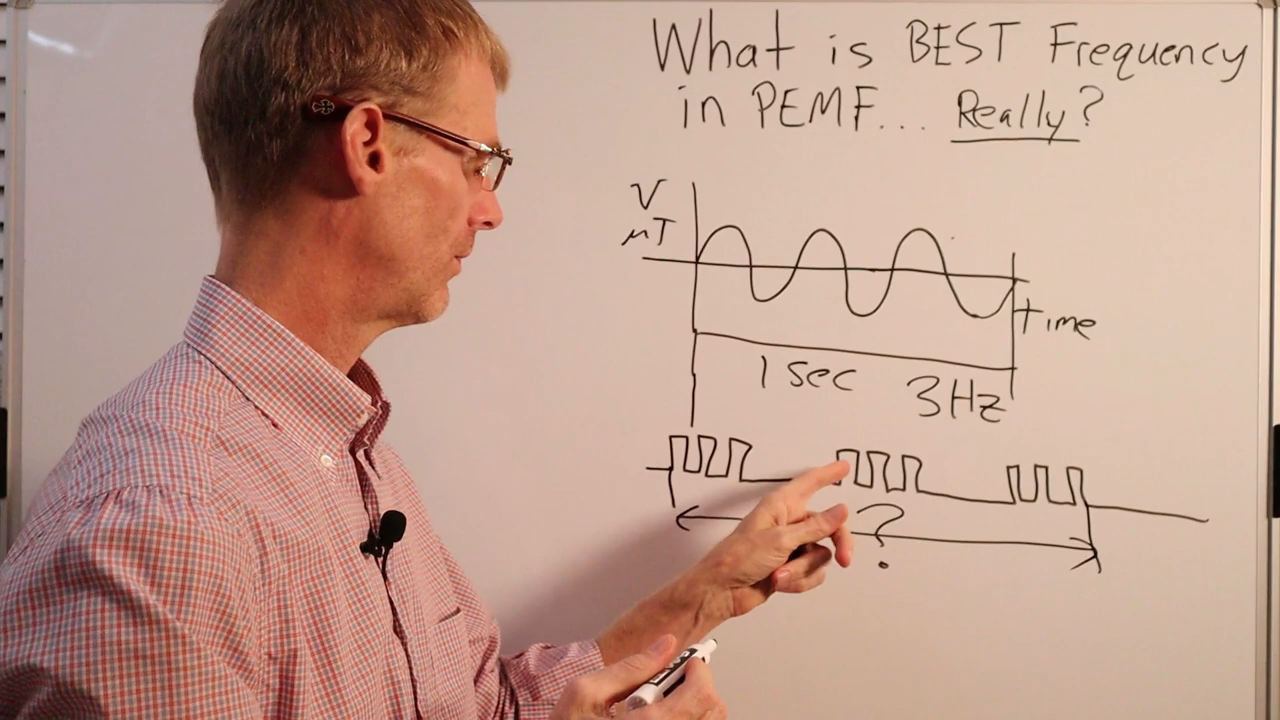 What is BEST Frequency
in PEMF... Really?
V
μT
time
1 sec 3Hz
?